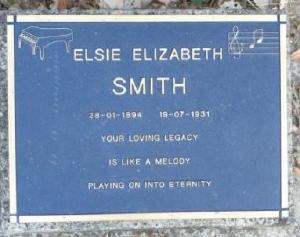 ELSIE ELIZABETH
SMITH
28-01-1894 19-07-1931
YOUR LOVING LEGACY
IS LIKE A MELODY
PLAYING ON INTO ETERNITY